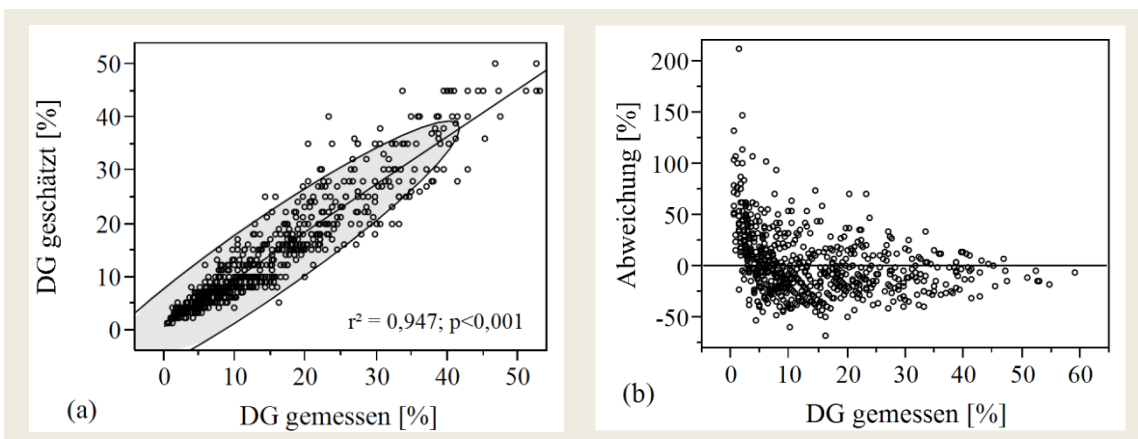 50
40
30
20
10
0
DG geschätzt [%]
r² = 0,947; p<0,001
0 10 20 30 40 50
(a)
DG gemessen [%]
200
150
100
50
0
-50
Abweichung [%]
0 10 20 30 40 50 60
(b)
DG gemessen [%]